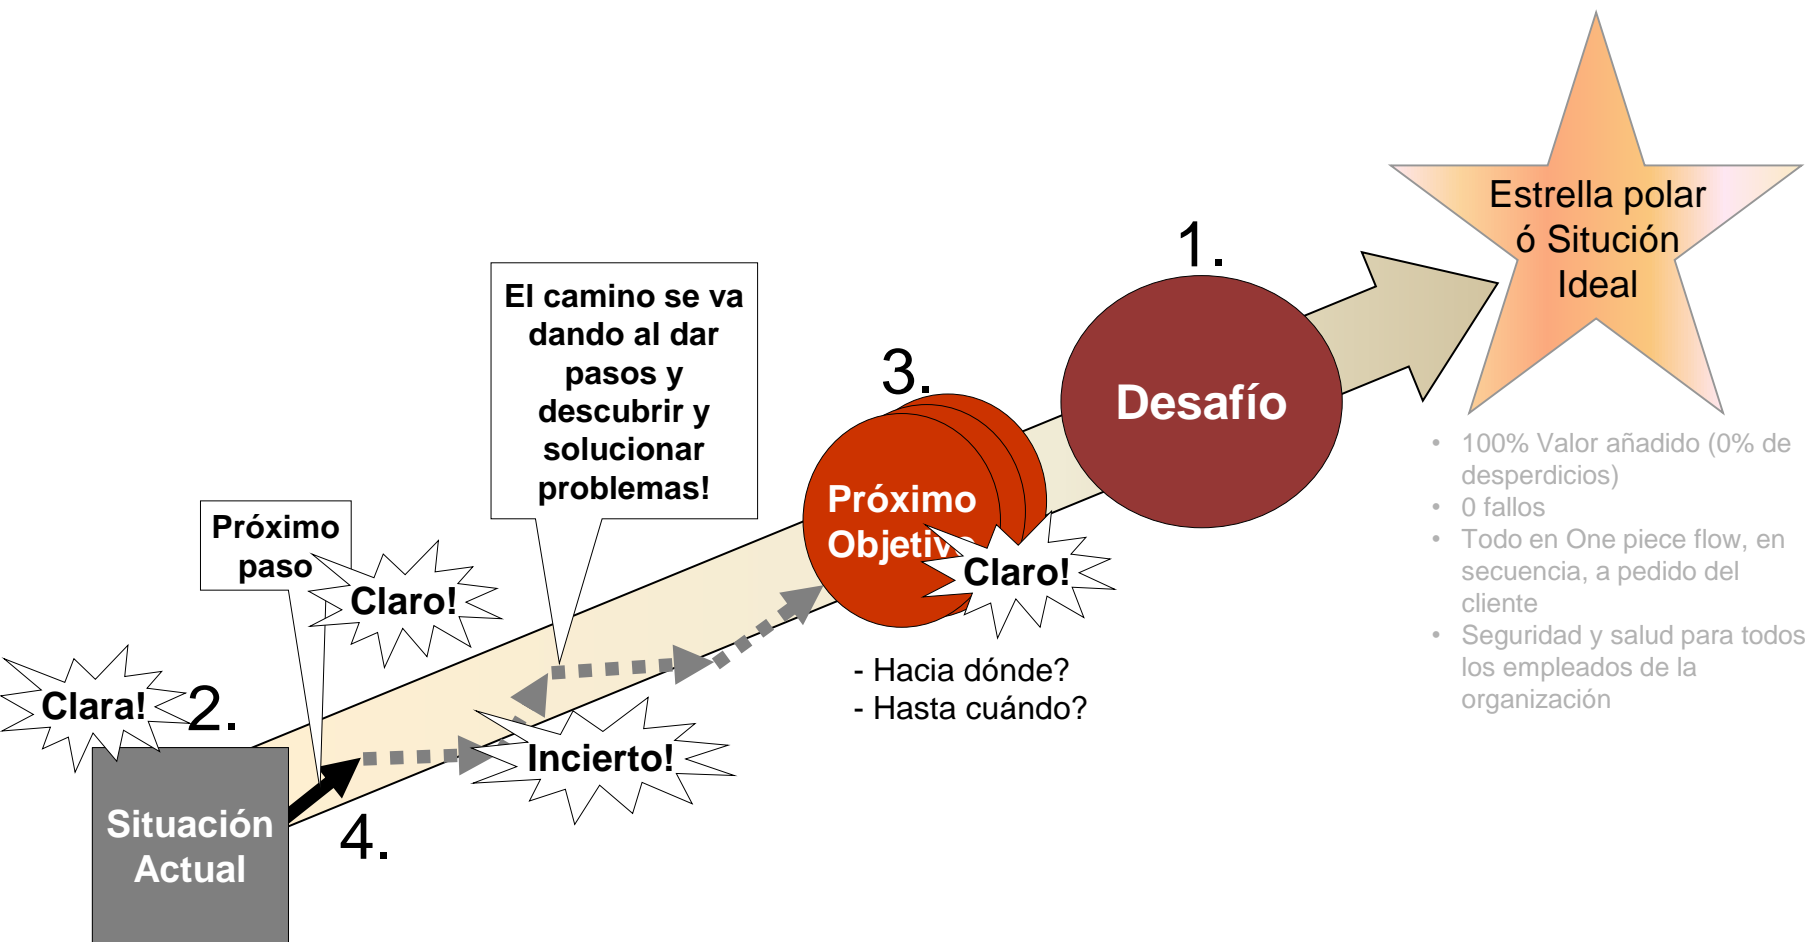 Estrella polar
ó Situción
Ideal
1.
Desafío
El camino se va
dando al dar
pasos y
descubrir y
solucionar
problemas!
3.
Próximo
Objetivo
Claro!
- Hacia dónde?
- Hasta cuándo?
• 100% Valor añadido (0% de
desperdicios)
• 0 fallos
• Todo en One piece flow, en
secuencia, a pedido del
cliente
• Seguridad y salud para todos
los empleados de la
organización
Próximo
paso
Claro!
Clara!
2.
Incierto!
Situación
Actual
4.